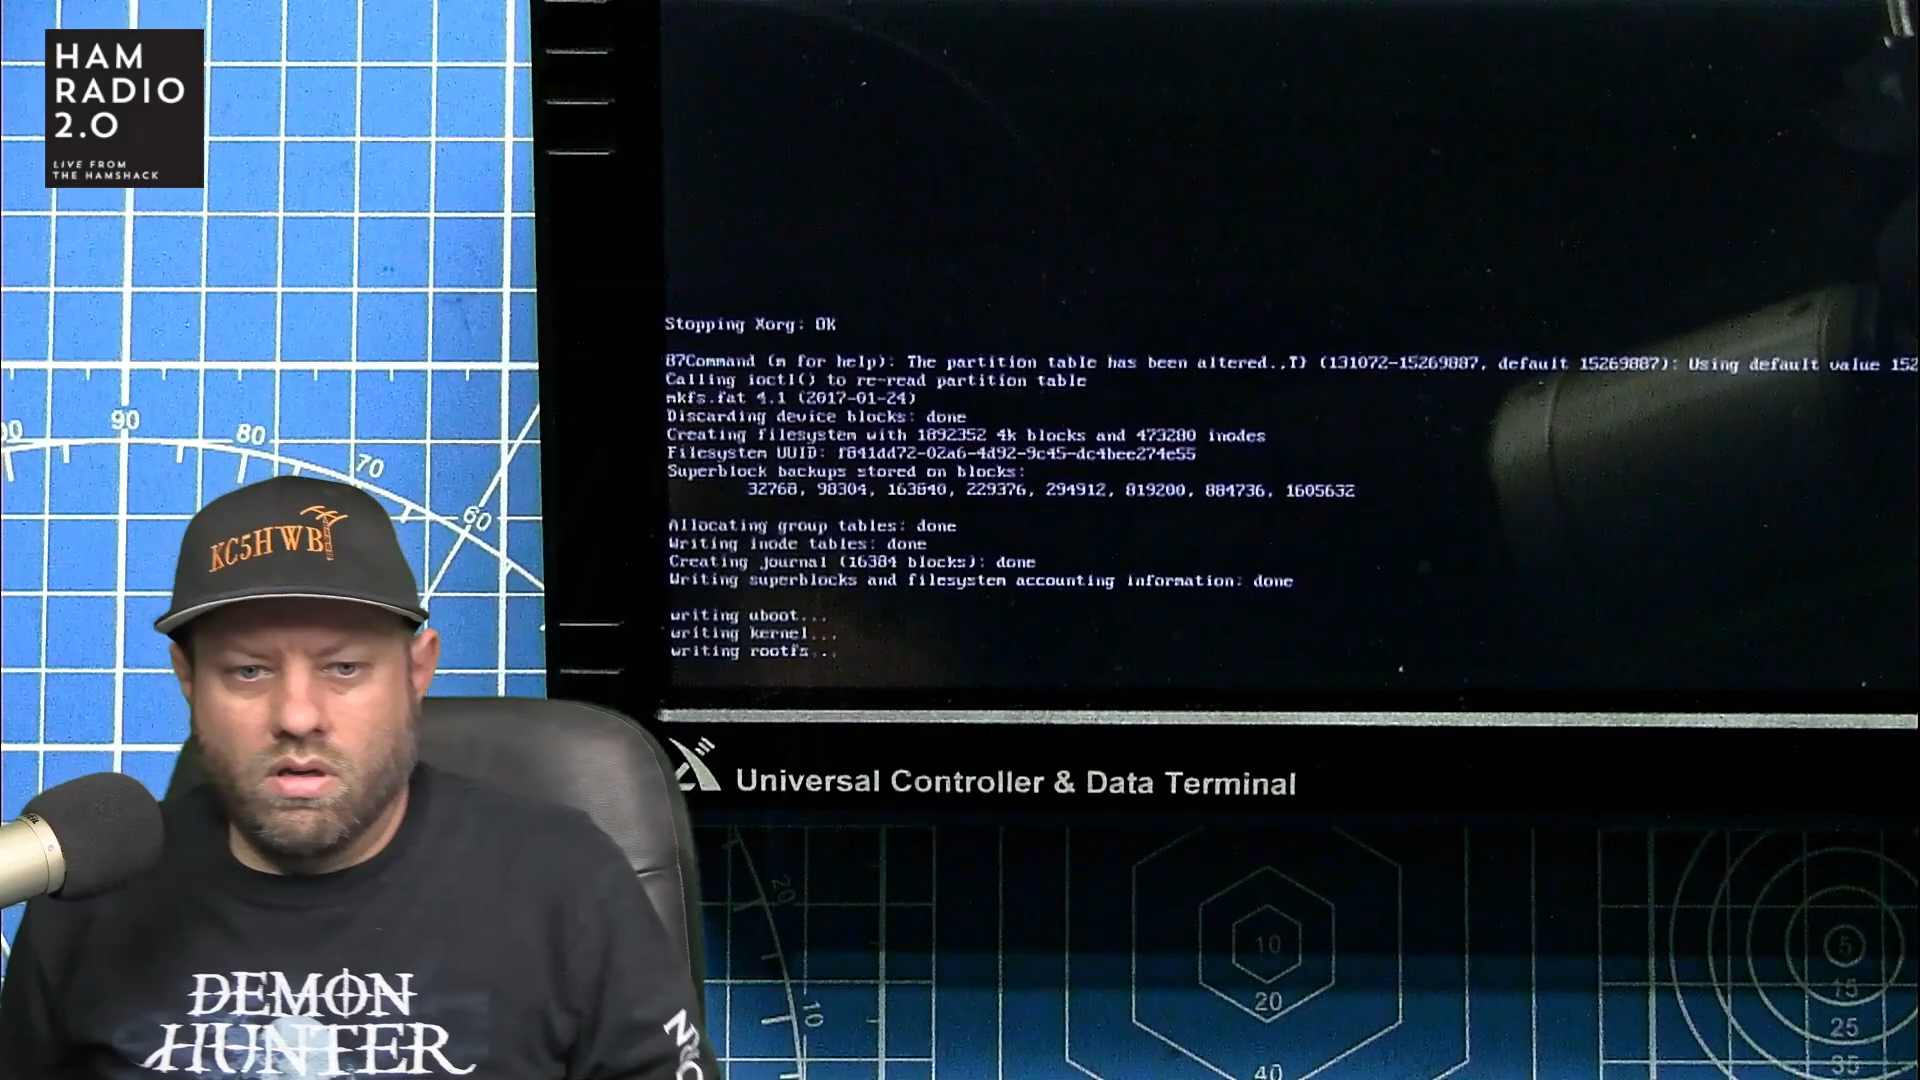 HAM
RADIO
2.0
LIVE FROM
THE HAMSHACK
Stopping Xorg: OK
87Command (m for help): The partition table has been altered.,T) (131072-15269887, default 15269887): Using default value 152
Calling ioctl() to re-read partition table
mkfs.fat 4.1 (2017-01-24)
Discarding device blocks: done
Creating filesystem with 1892352 4k blocks and 473280 inodes
Filesystem UUID: f841dd72-02a6-4d92-9c45-dc4bee274e55
Superblock backups stored on blocks:
32768, 98304, 163840, 229376, 294912, 819200, 884736, 1605632
Allocating group tables: done
Writing inode tables: done
Creating journal (16384 blocks): done
Writing superblocks and filesystem accounting information: done
writing uboot...
writing kernel...
writing rootfs...
Universal Controller & Data Terminal
90
80
70
60
KC5HWB
DEMON
HUNTER
20
10
10
20
40
5
15
25
35